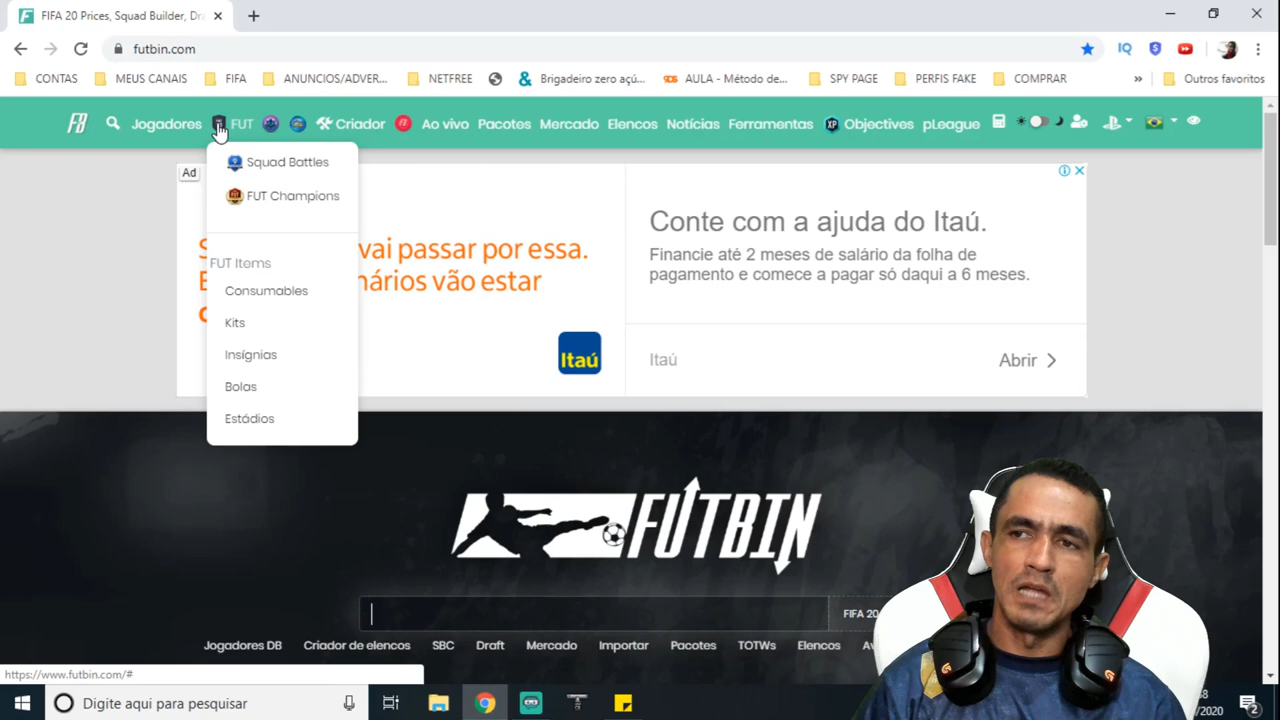 FIFA 20 Prices, Squad Builder, Dra
futbin.com
CONTAS MEUS CANAIS FIFA ANUNCIOS/ADVER... NETFREE Brigadeiro zero açú... AULA - Método de... SPY PAGE PERFIS FAKE COMPRAR » Outros favoritos
Jogadores FUT Criador Ao vivo Pacotes Mercado Elencos Notícias Ferramentas XP Objectives pLeague
Squad Battles
FUT Champions
FUT Items
Consumables
Kits
Insígnias
Bolas
Estádios
Ad
vai passar por essa.
nários vão estar
Itaú
Conte com a ajuda do Itaú.
Financie até 2 meses de salário da folha de
pagamento e comece a pagar só daqui a 6 meses.
Itaú Abrir
FUTBIN
FIFA 20
Jogadores DB Criador de elencos SBC Draft Mercado Importar Pacotes TOTWs Elencos
https://www.futbin.com/#
Digite aqui para pesquisar
/2020
2